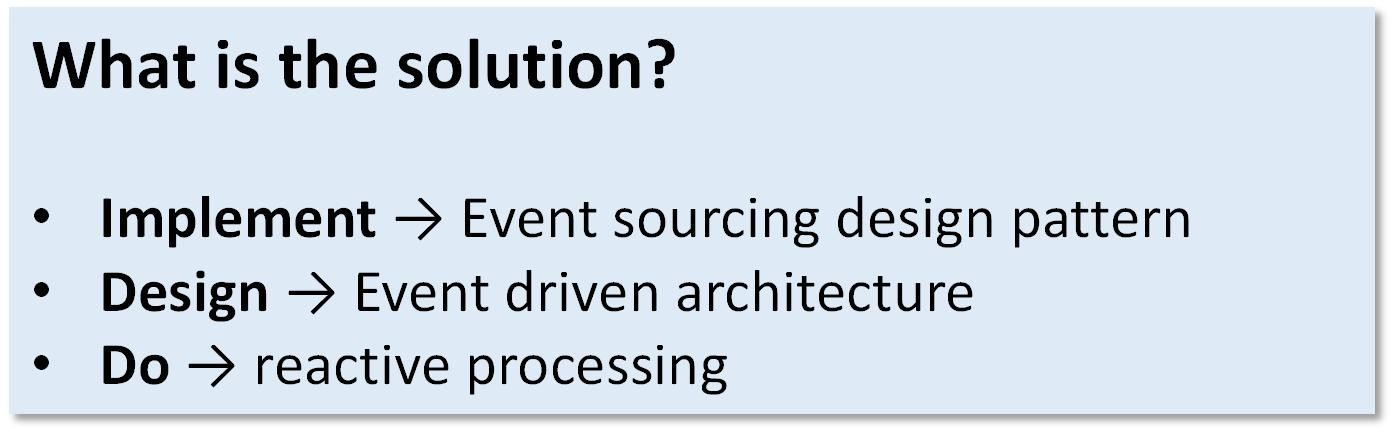 What is the solution?
• Implement → Event sourcing design pattern
• Design → Event driven architecture
• Do → reactive processing